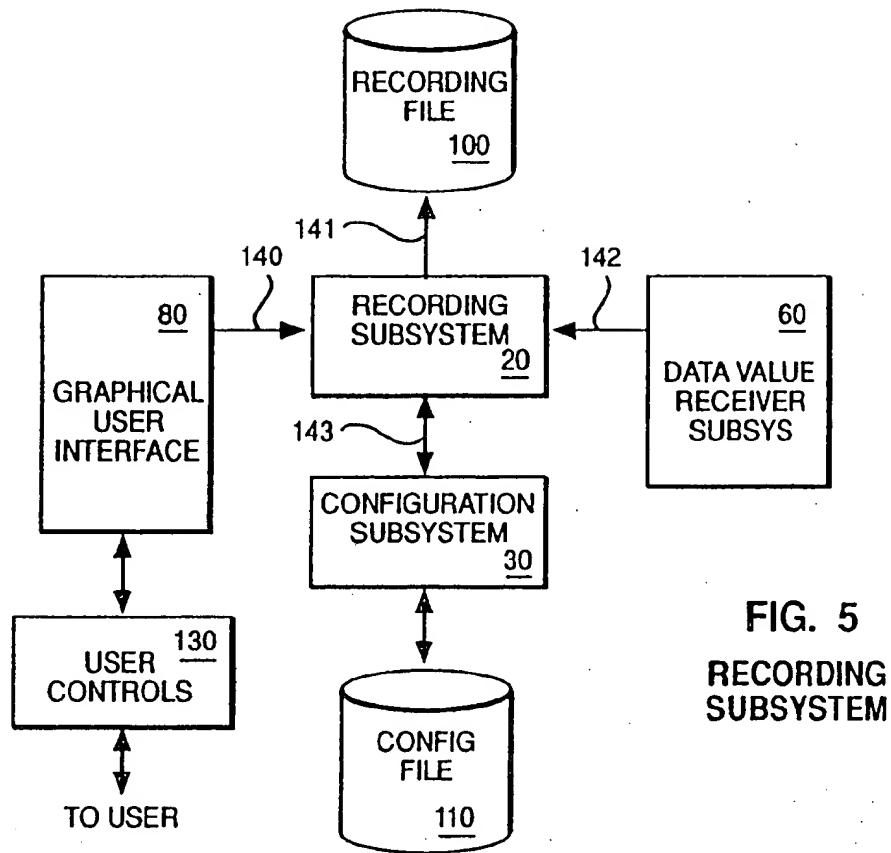 RECORDING
FILE
100
141
140
142
80
GRAPHICAL
USER
INTERFACE
RECORDING
SUBSYSTEM
20
60
DATA VALUE
RECEIVER
SUBSYS
143
CONFIGURATION
SUBSYSTEM
30
130
USER
CONTROLS
TO USER
CONFIG
FILE
110
FIG. 5
RECORDING
SUBSYSTEM